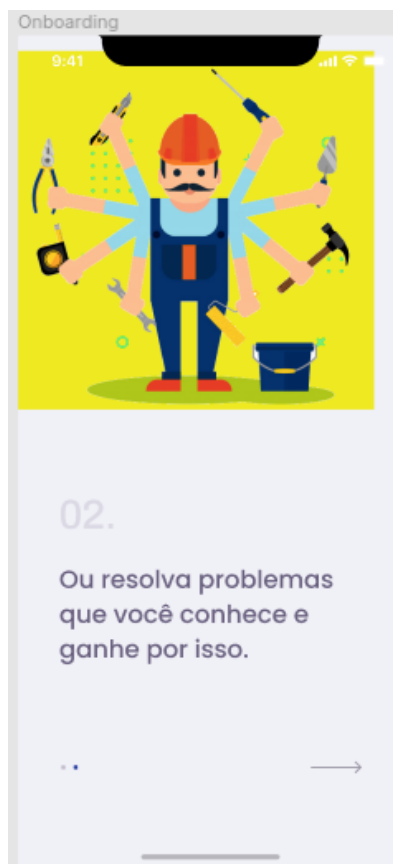 Onboarding
9:41
02.
Ou resolva problemas
que você conhece e
ganhe por isso.